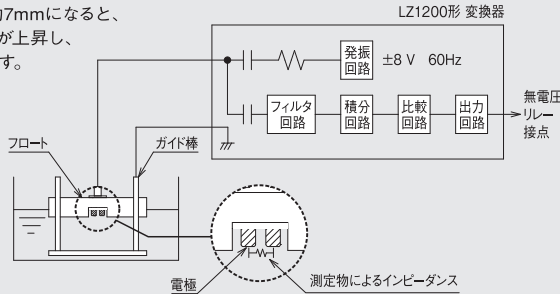 7mmになると、
が上昇し、
す。
LZ1200形 変換器
発振
回路
±8 V 60Hz
フィルタ
回路
積分
回路
比較
回路
出力
回路
無電圧
リレー
接点
フロート
ガイド棒
電極
測定物によるインピーダンス